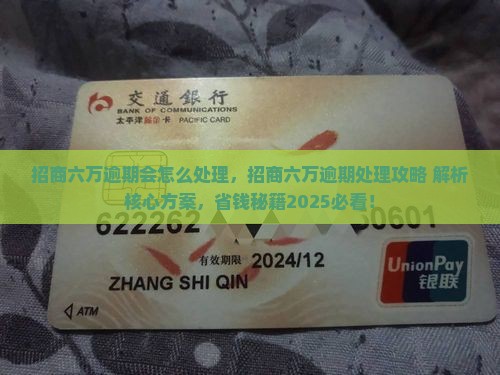 交通銀行
BANK OF COMMUNICATIONS
太平洋 卡 PACIFIC CARD
招商六万逾期会怎么处理，招商六万逾期处理攻略 解析
核心方案，省钱秘籍2025必看！
622262 60601
有效期限 2024/12
ZHANG SHI QIN
ATM
UnionPay
银联